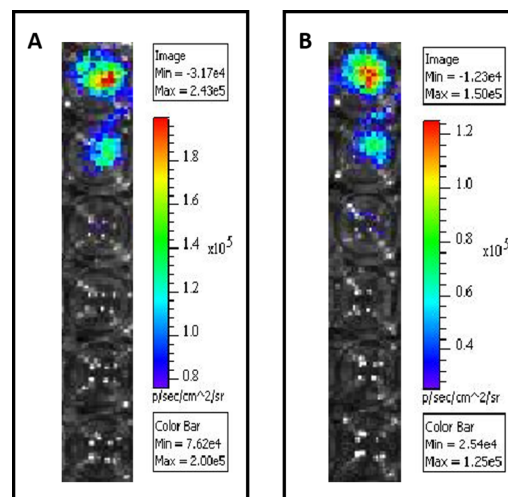 A
Image
Min = -3.17e4
Max = 2.43e5
1.8
1.6
1.4 x10^5
1.2
1.0
0.8
p/sec/cm^2/sr
Color Bar
Min = 7.62e4
Max = 2.00e5
B
Image
Min = -1.23e4
Max = 1.50e5
1.2
1.0
0.8 x10^5
0.6
0.4
p/sec/cm^2/sr
Color Bar
Min = 2.54e4
Max = 1.25e5